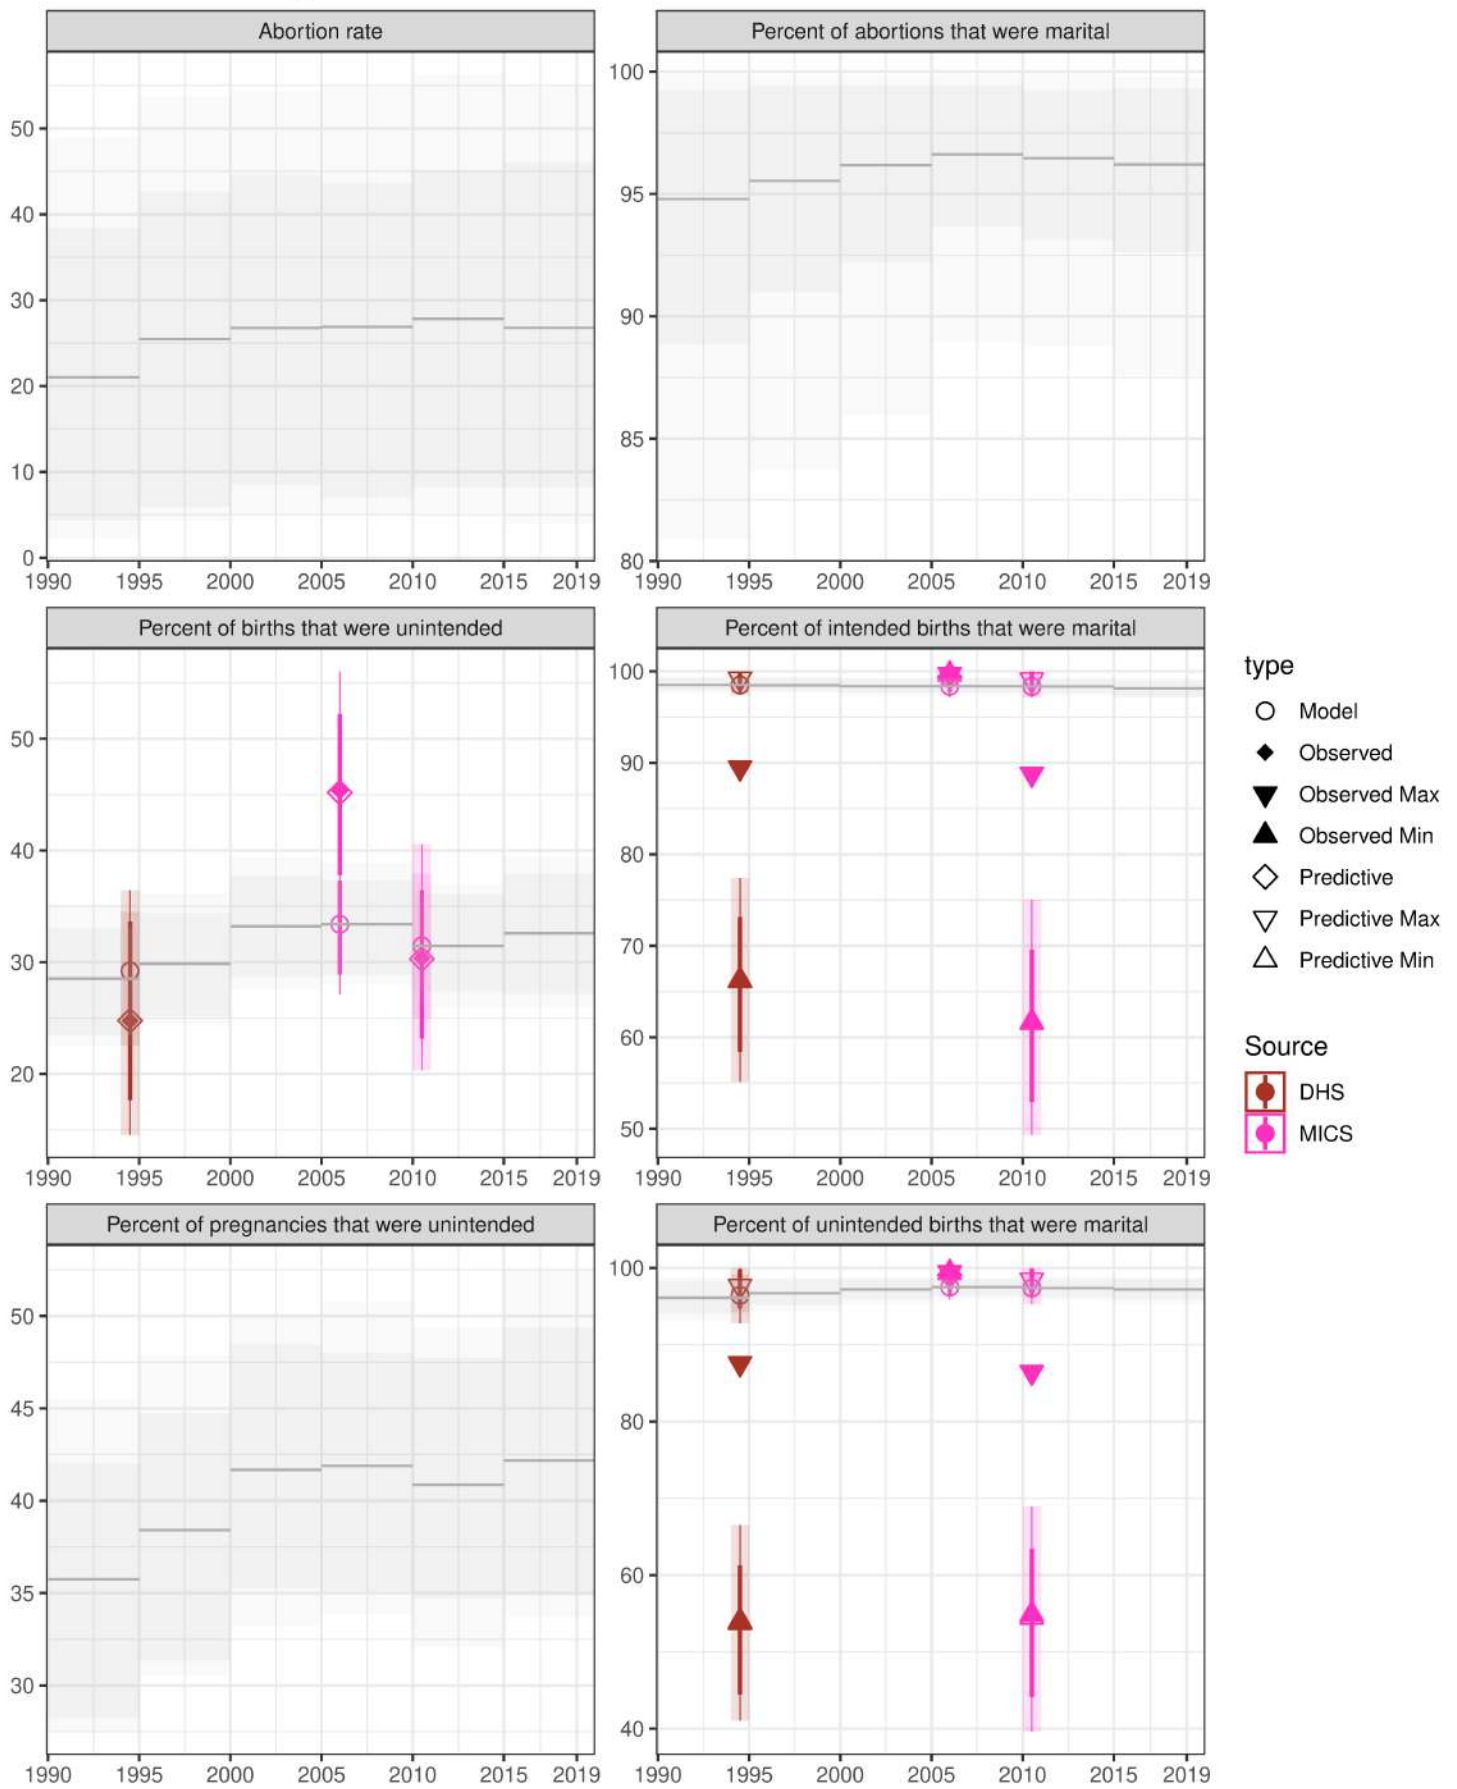 Abortion rate
Percent of abortions that were marital
50
40
30
20
10
0
1990 1995 2000 2005 2010 2015 2019
100
95
90
85
80
1990 1995 2000 2005 2010 2015 2019
Percent of births that were unintended
Percent of intended births that were marital
50
40
30
20
1990 1995 2000 2005 2010 2015 2019
100
90
80
70
60
50
1990 1995 2000 2005 2010 2015 2019
type
Model
Observed
Observed Max
Observed Min
Predictive
Predictive Max
Predictive Min
Source
DHS
MICS
Percent of pregnancies that were unintended
Percent of unintended births that were marital
50
45
40
35
30
1990 1995 2000 2005 2010 2015 2019
100
80
60
40
1990 1995 2000 2005 2010 2015 2019